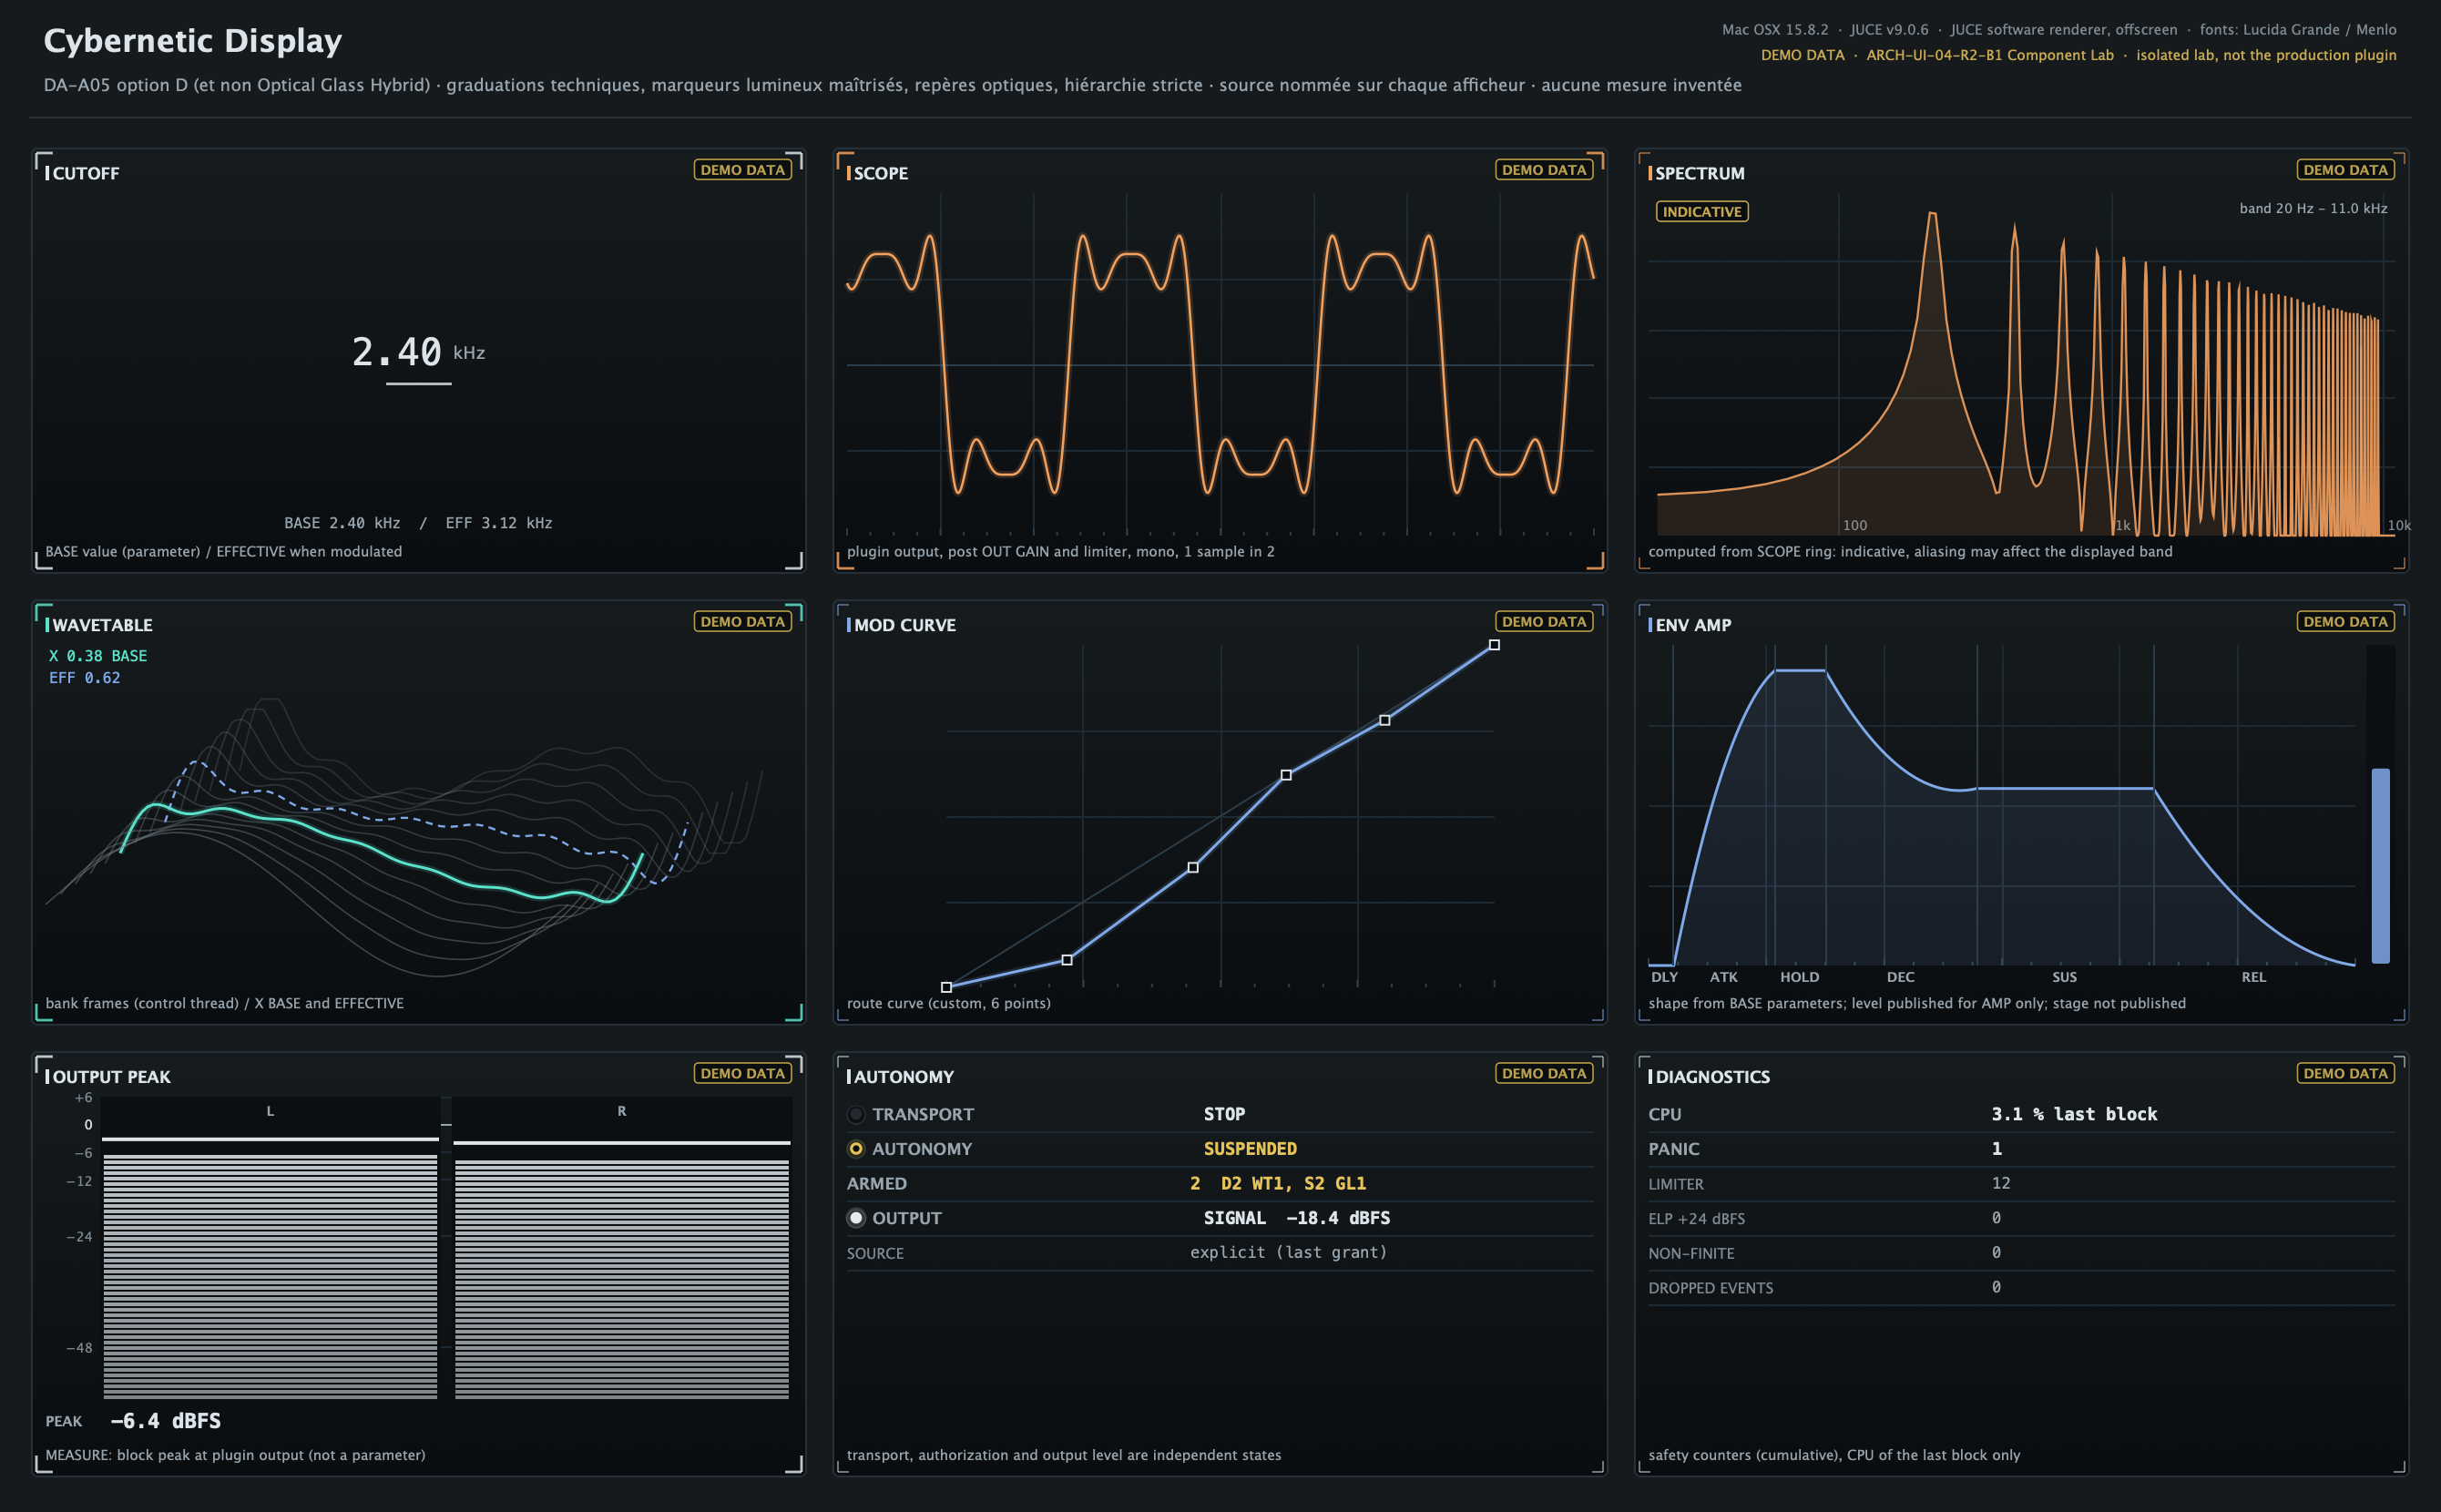 Cybernetic Display
Mac OSX 15.8.2 · JUCE v9.0.6 · JUCE software renderer, offscreen · fonts: Lucida Grande / Menlo
DEMO DATA · ARCH-UI-04-R2-B1 Component Lab · isolated lab, not the production plugin
DA-A05 option D (et non Optical Glass Hybrid) · graduations techniques, marqueurs lumineux maîtrisés, repères optiques, hiérarchie stricte · source nommée sur chaque afficheur · aucune mesure inventée
CUTOFF
DEMO DATA
2.40 kHz
BASE 2.40 kHz / EFF 3.12 kHz
BASE value (parameter) / EFFECTIVE when modulated
SCOPE
DEMO DATA
plugin output, post OUT GAIN and limiter, mono, 1 sample in 2
SPECTRUM
DEMO DATA
INDICATIVE
band 20 Hz – 11.0 kHz
100
1k
10k
computed from SCOPE ring: indicative, aliasing may affect the displayed band
WAVETABLE
DEMO DATA
X 0.38 BASE
EFF 0.62
bank frames (control thread) / X BASE and EFFECTIVE
MOD CURVE
DEMO DATA
route curve (custom, 6 points)
ENV AMP
DEMO DATA
DLY ATK HOLD DEC SUS REL
shape from BASE parameters; level published for AMP only; stage not published
OUTPUT PEAK
DEMO DATA
L
R
+6
0
−6
−12
−24
−48
PEAK −6.4 dBFS
MEASURE: block peak at plugin output (not a parameter)
AUTONOMY
DEMO DATA
TRANSPORT STOP
AUTONOMY SUSPENDED
ARMED 2 D2 WT1, S2 GL1
OUTPUT SIGNAL −18.4 dBFS
SOURCE explicit (last grant)
transport, authorization and output level are independent states
DIAGNOSTICS
DEMO DATA
CPU 3.1 % last block
PANIC 1
LIMITER 12
ELP +24 dBFS 0
NON-FINITE 0
DROPPED EVENTS 0
safety counters (cumulative), CPU of the last block only